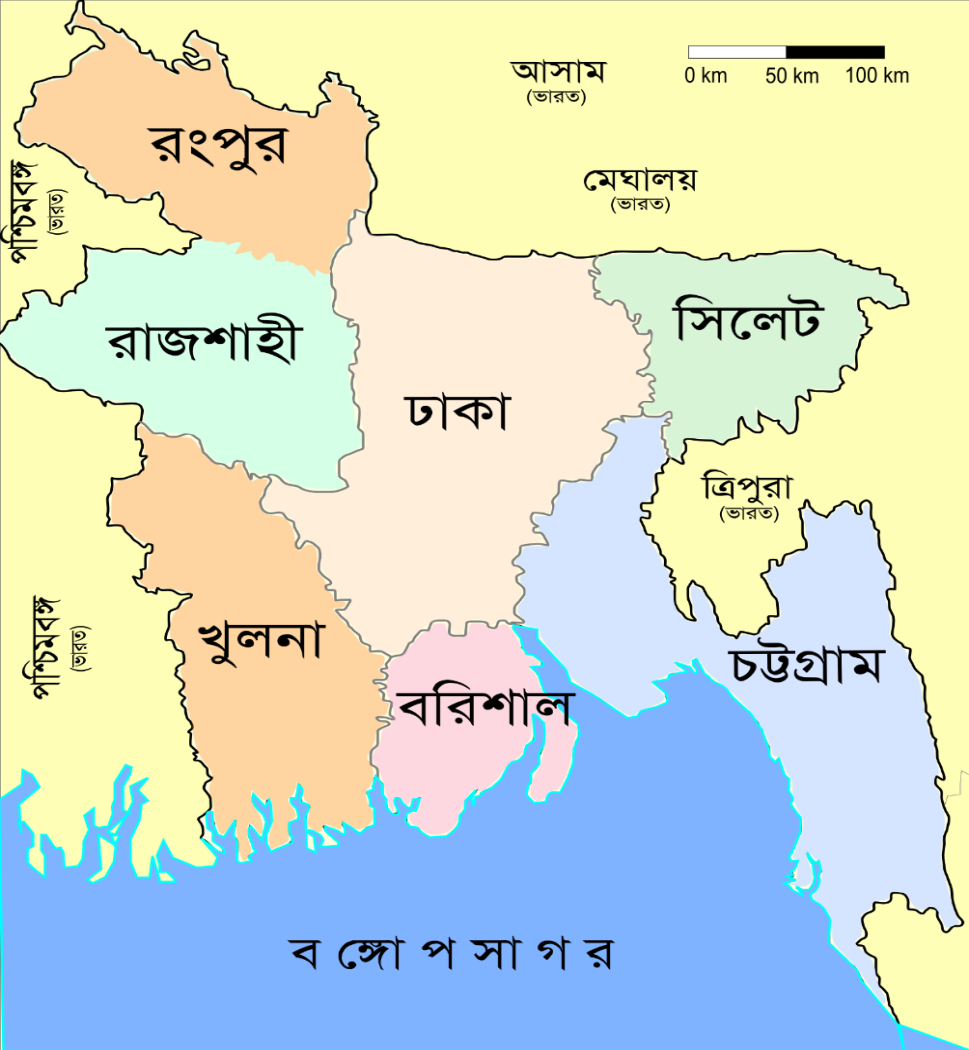 আসাম
(ভারত)
0 km 50 km 100 km
রংপুর
মেঘালয়
(ভারত)
পশ্চিমবঙ্গ
(ভারত)
রাজশাহী
সিলেট
ঢাকা
ত্রিপুরা
(ভারত)
পশ্চিমবঙ্গ
(ভারত)
খুলনা
চট্টগ্রাম
বরিশাল
ব ঙ্গো প সা গ র